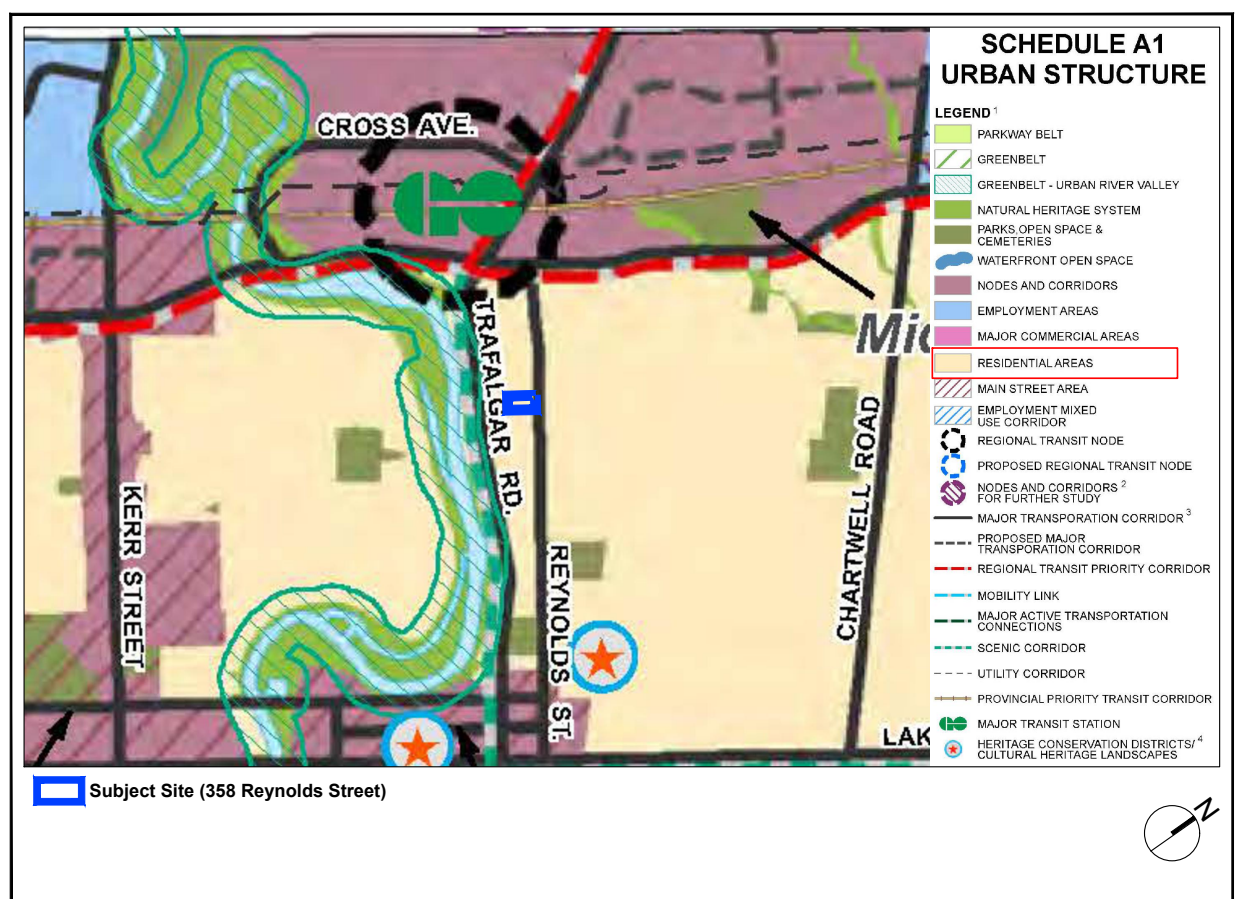 SCHEDULE A1
URBAN STRUCTURE
LEGEND 1
PARKWAY BELT
GREENBELT
GREENBELT - URBAN RIVER VALLEY
NATURAL HERITAGE SYSTEM
PARKS,OPEN SPACE &
CEMETERIES
WATERFRONT OPEN SPACE
NODES AND CORRIDORS
EMPLOYMENT AREAS
MAJOR COMMERCIAL AREAS
RESIDENTIAL AREAS
MAIN STREET AREA
EMPLOYMENT MIXED
USE CORRIDOR
REGIONAL TRANSIT NODE
PROPOSED REGIONAL TRANSIT NODE
NODES AND CORRIDORS 2
FOR FURTHER STUDY
MAJOR TRANSPORATION CORRIDOR 3
PROPOSED MAJOR
TRANSPORATION CORRIDOR
REGIONAL TRANSIT PRIORITY CORRIDOR
MOBILITY LINK
MAJOR ACTIVE TRANSPORTATION
CONNECTIONS
SCENIC CORRIDOR
UTILITY CORRIDOR
PROVINCIAL PRIORITY TRANSIT CORRIDOR
MAJOR TRANSIT STATION
HERITAGE CONSERVATION DISTRICTS/ 4
CULTURAL HERITAGE LANDSCAPES
CROSS AVE.
GO
TRAFALGAR RD.
Mic
KERR STREET
REYNOLDS ST.
CHARTWELL ROAD
LAK
Subject Site (358 Reynolds Street)
N